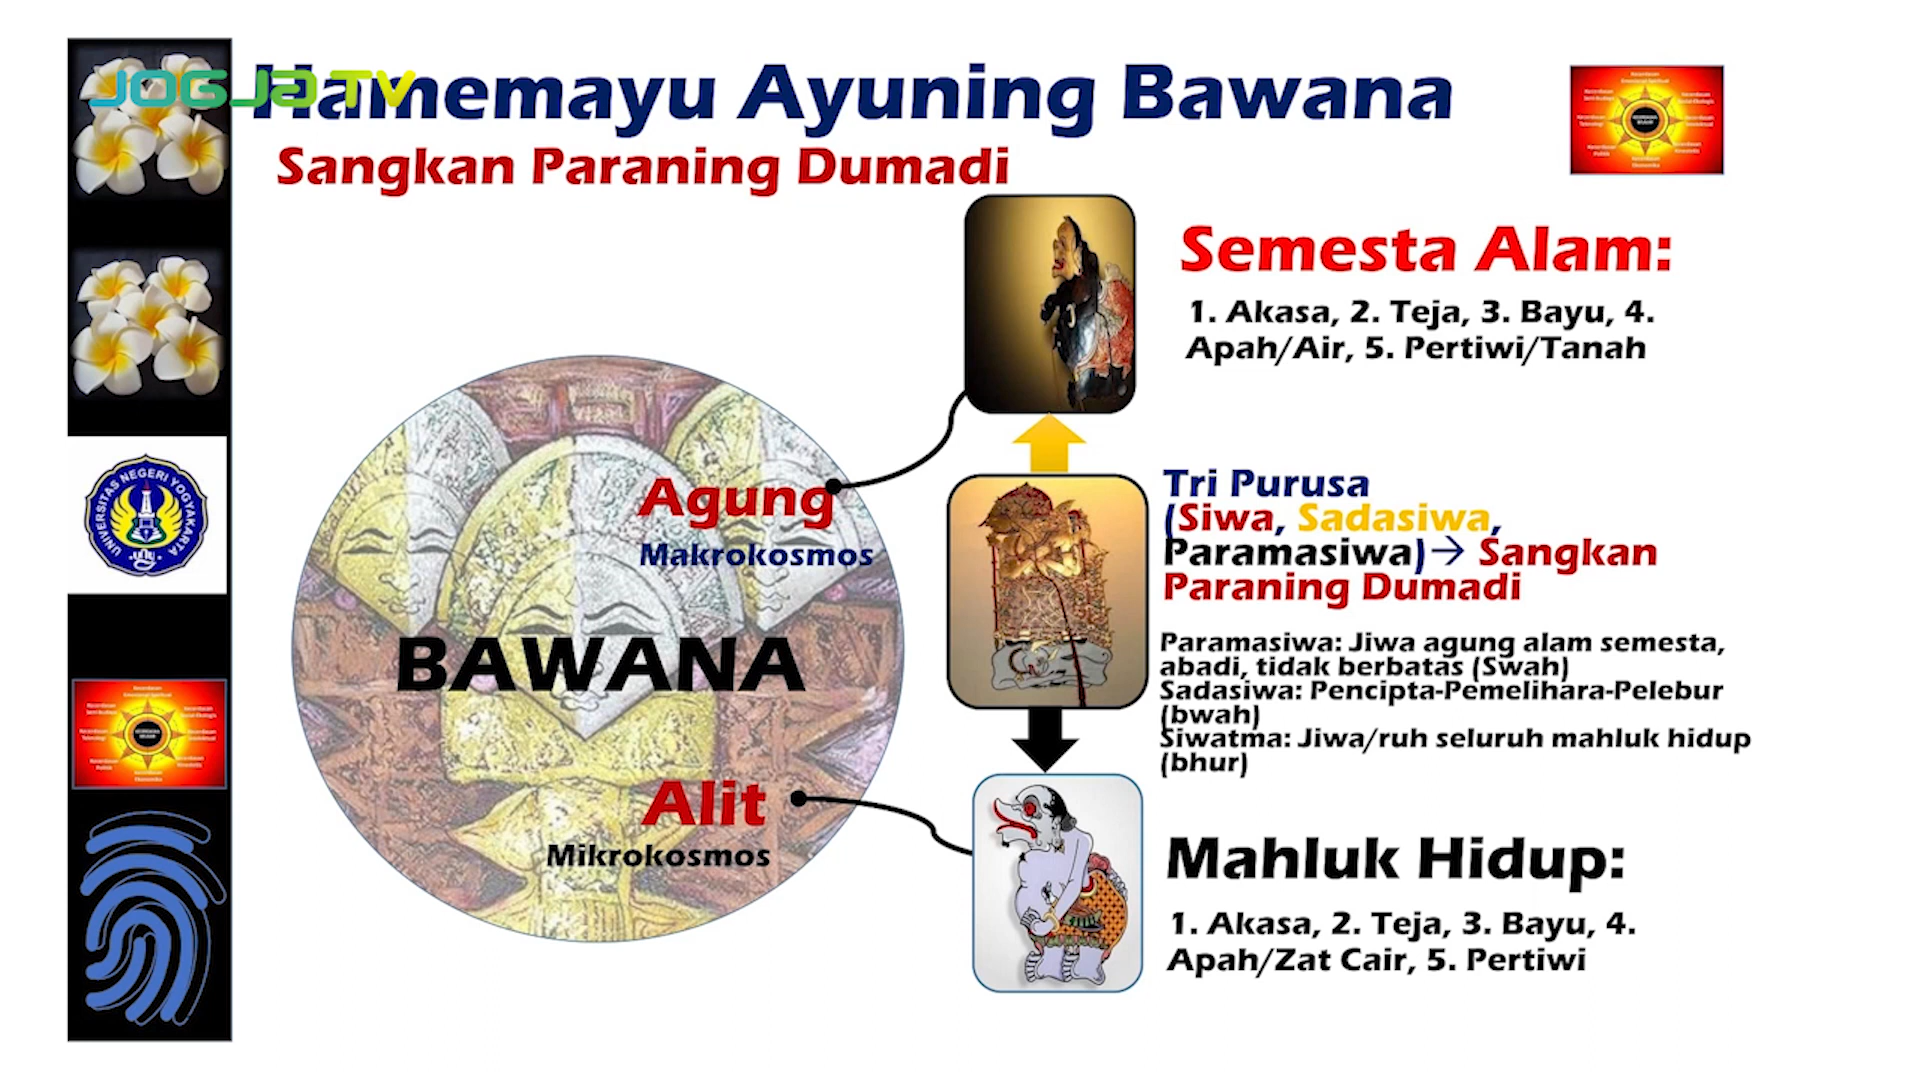 JOGJA TV
Hamemayu Ayuning Bawana
Sangkan Paraning Dumadi
Semesta Alam:
1. Akasa, 2. Teja, 3. Bayu, 4.
Apah/Air, 5. Pertiwi/Tanah
Agung
Makrokosmos
BAWANA
Alit
Mikrokosmos
Tri Purusa
(Siwa, Sadasiwa,
Paramasiwa)→ Sangkan
Paraning Dumadi
Paramasiwa: Jiwa agung alam semesta,
abadi, tidak berbatas (Swah)
Sadasiwa: Pencipta-Pemelihara-Pelebur
(bwah)
Siwatma: Jiwa/ruh seluruh mahluk hidup
(bhur)
Mahluk Hidup:
1. Akasa, 2. Teja, 3. Bayu, 4.
Apah/Zat Cair, 5. Pertiwi
UNIVERSITAS NEGERI YOGYAKARTA